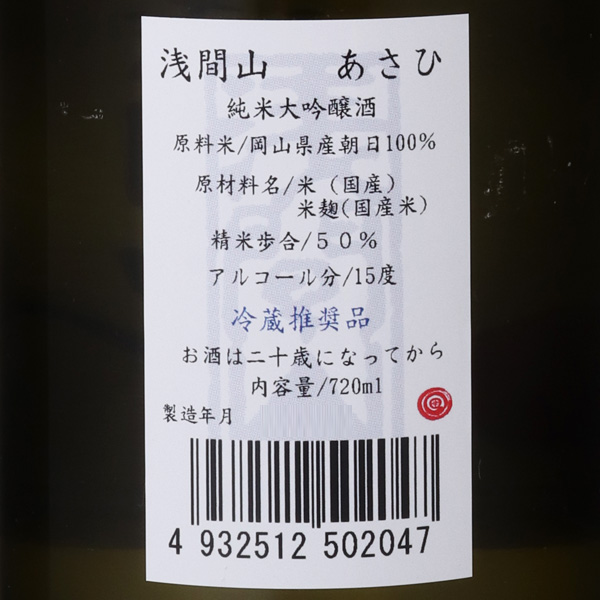 浅間山　あさひ
純米大吟醸酒
原料米/岡山県産朝日100%
原材料名/米（国産）
米麹(国産米)
精米歩合/50%
アルコール分/15度
冷蔵推奨品
お酒は二十歳になってから
内容量/720ml
製造年月
4 932512 502047